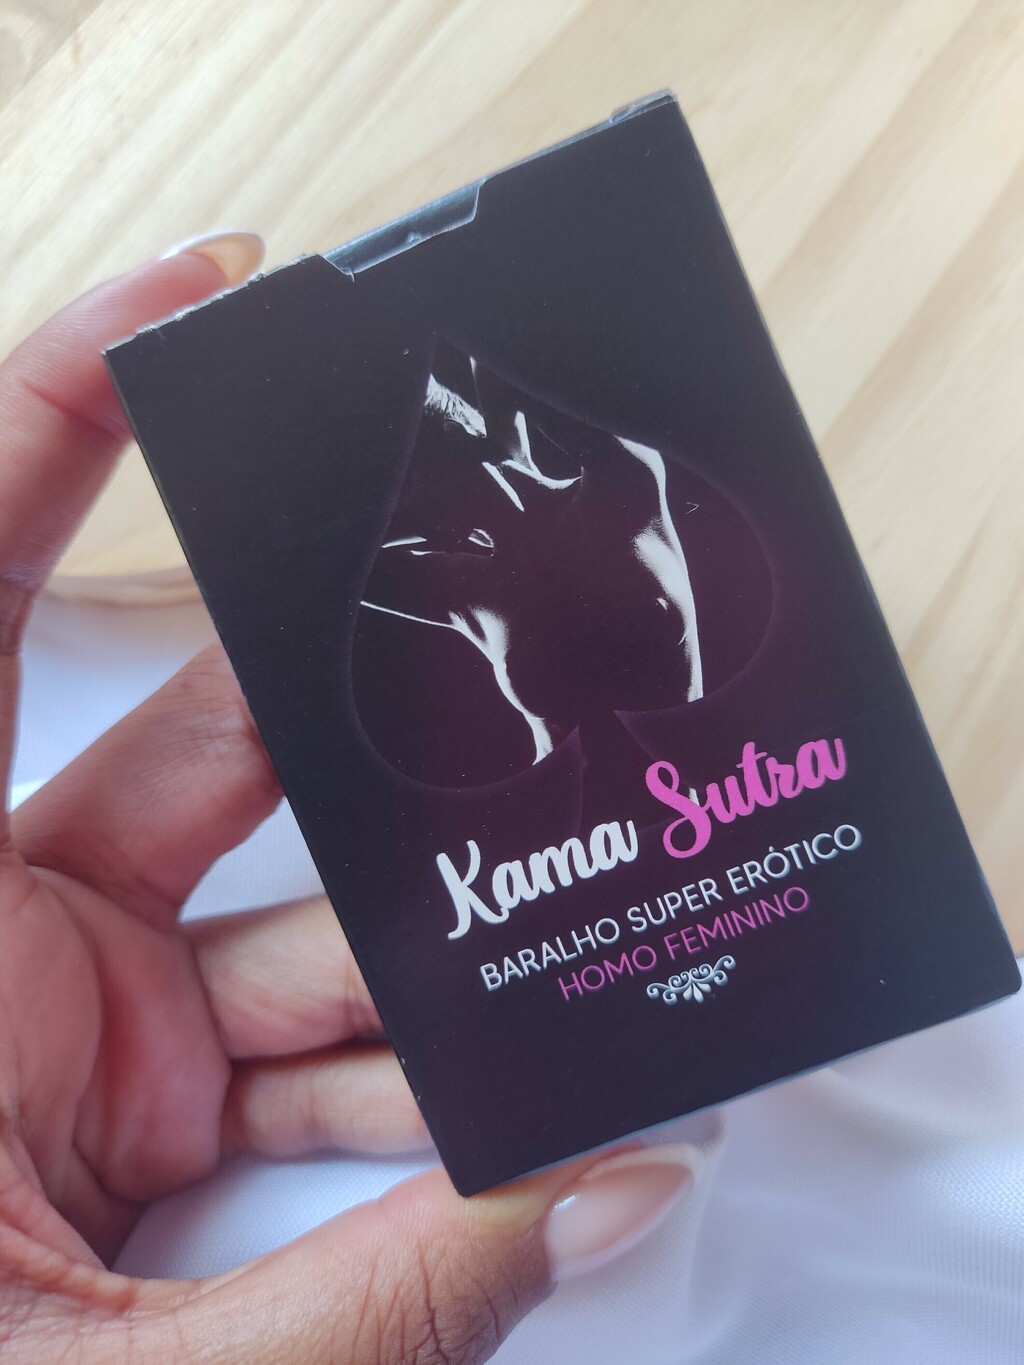 Kama Sutra
BARALHO SUPER ERÓTICO
HOMO FEMININO